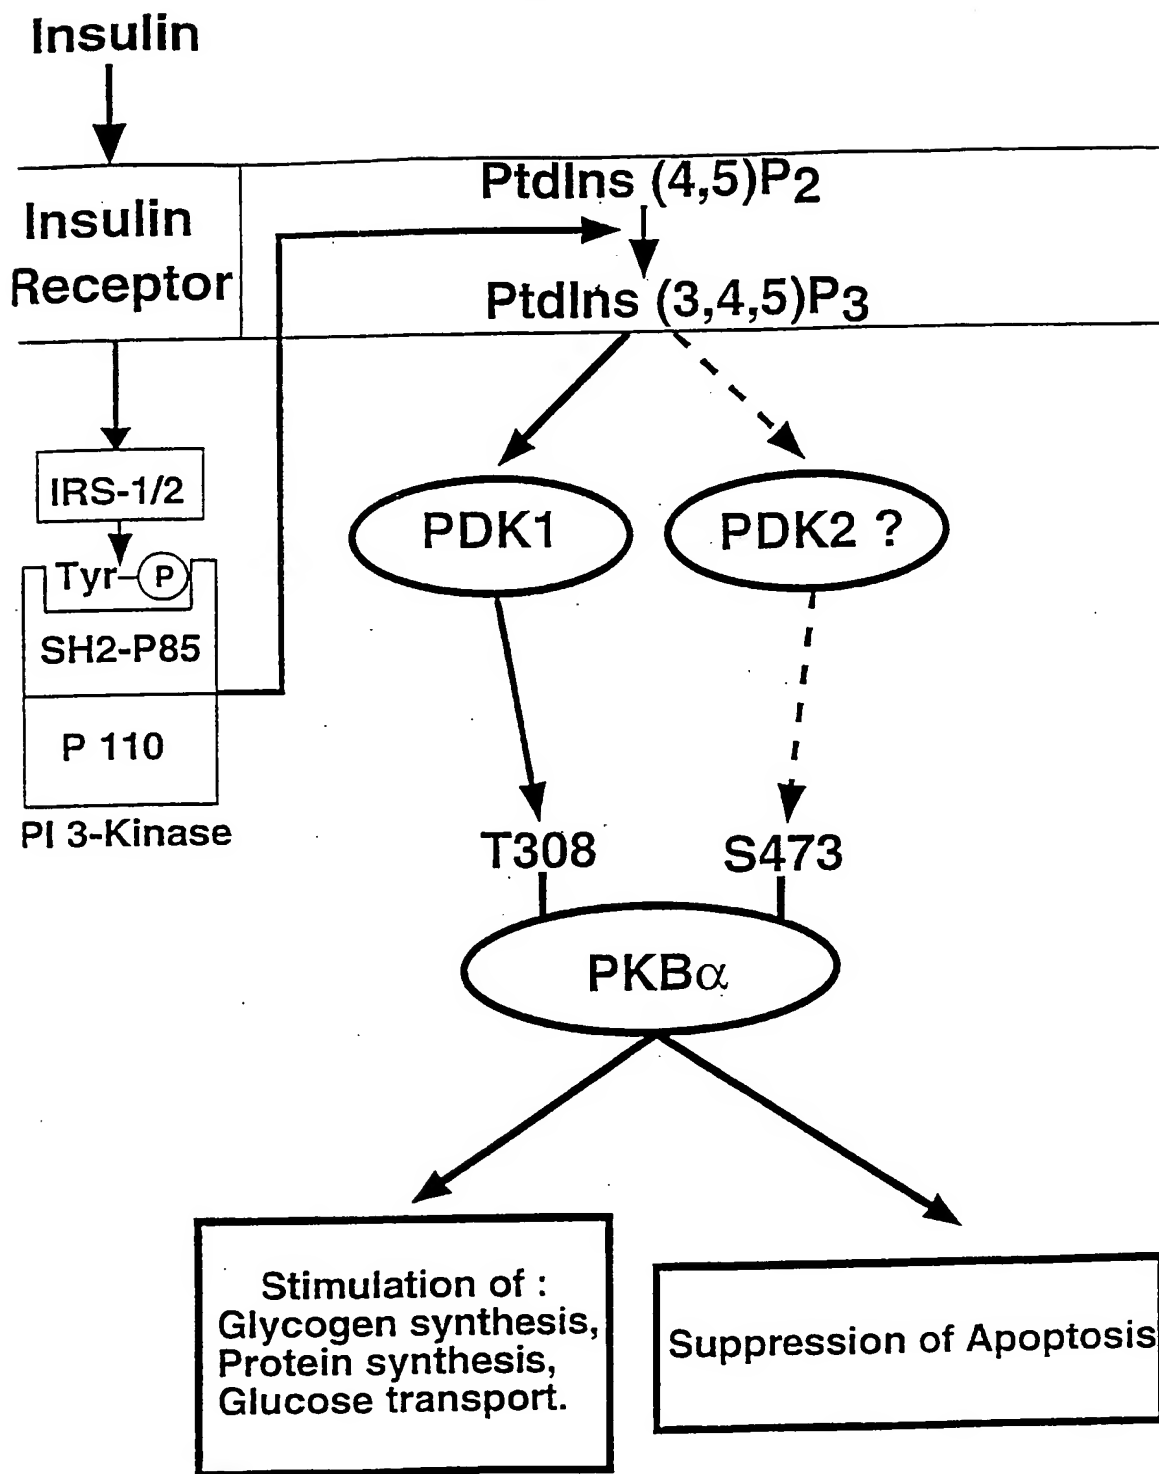 Insulin
Insulin
Receptor
PtdIns (4,5)P2
PtdIns (3,4,5)P3
IRS-1/2
Tyr-P
SH2-P85
P 110
PI 3-Kinase
PDK1
PDK2 ?
T308
S473
PKBα
Stimulation of :
Glycogen synthesis,
Protein synthesis,
Glucose transport.
Suppression of Apoptosis